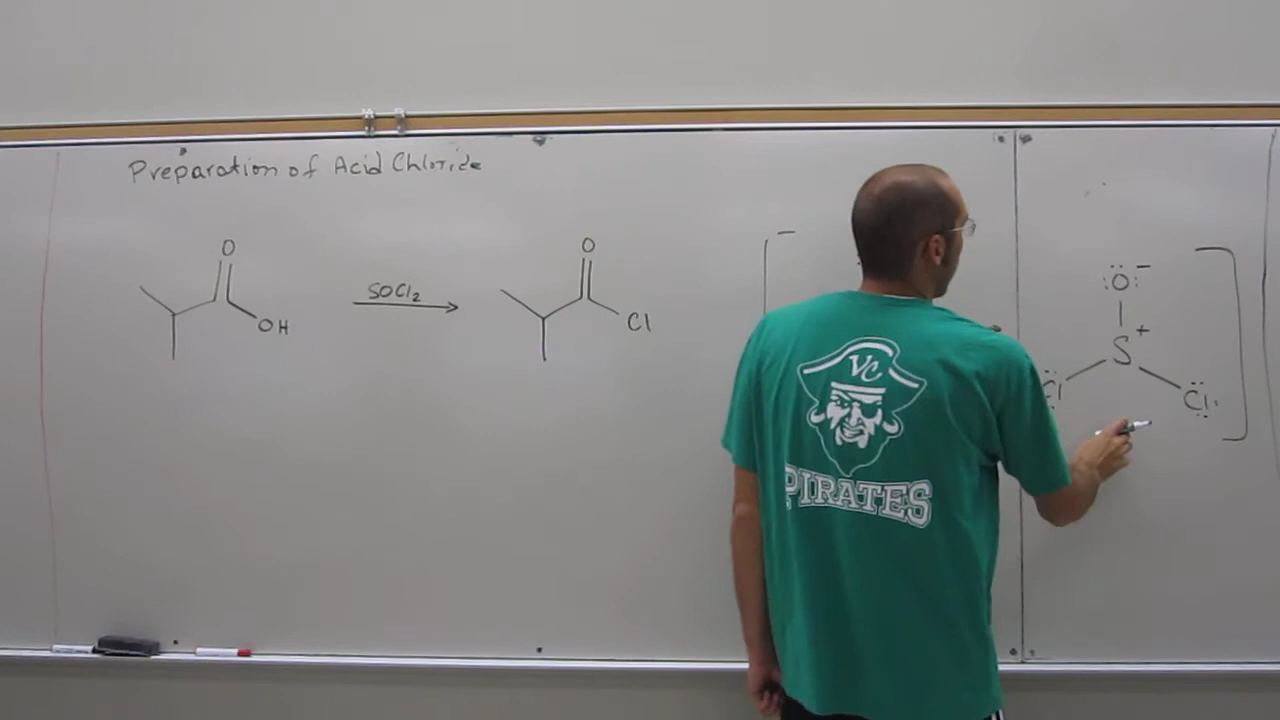 Preparation of Acid Chloride
O
OH
SOCl2
O
Cl
:O:−
S+
Cl
Cl
VC
PIRATES